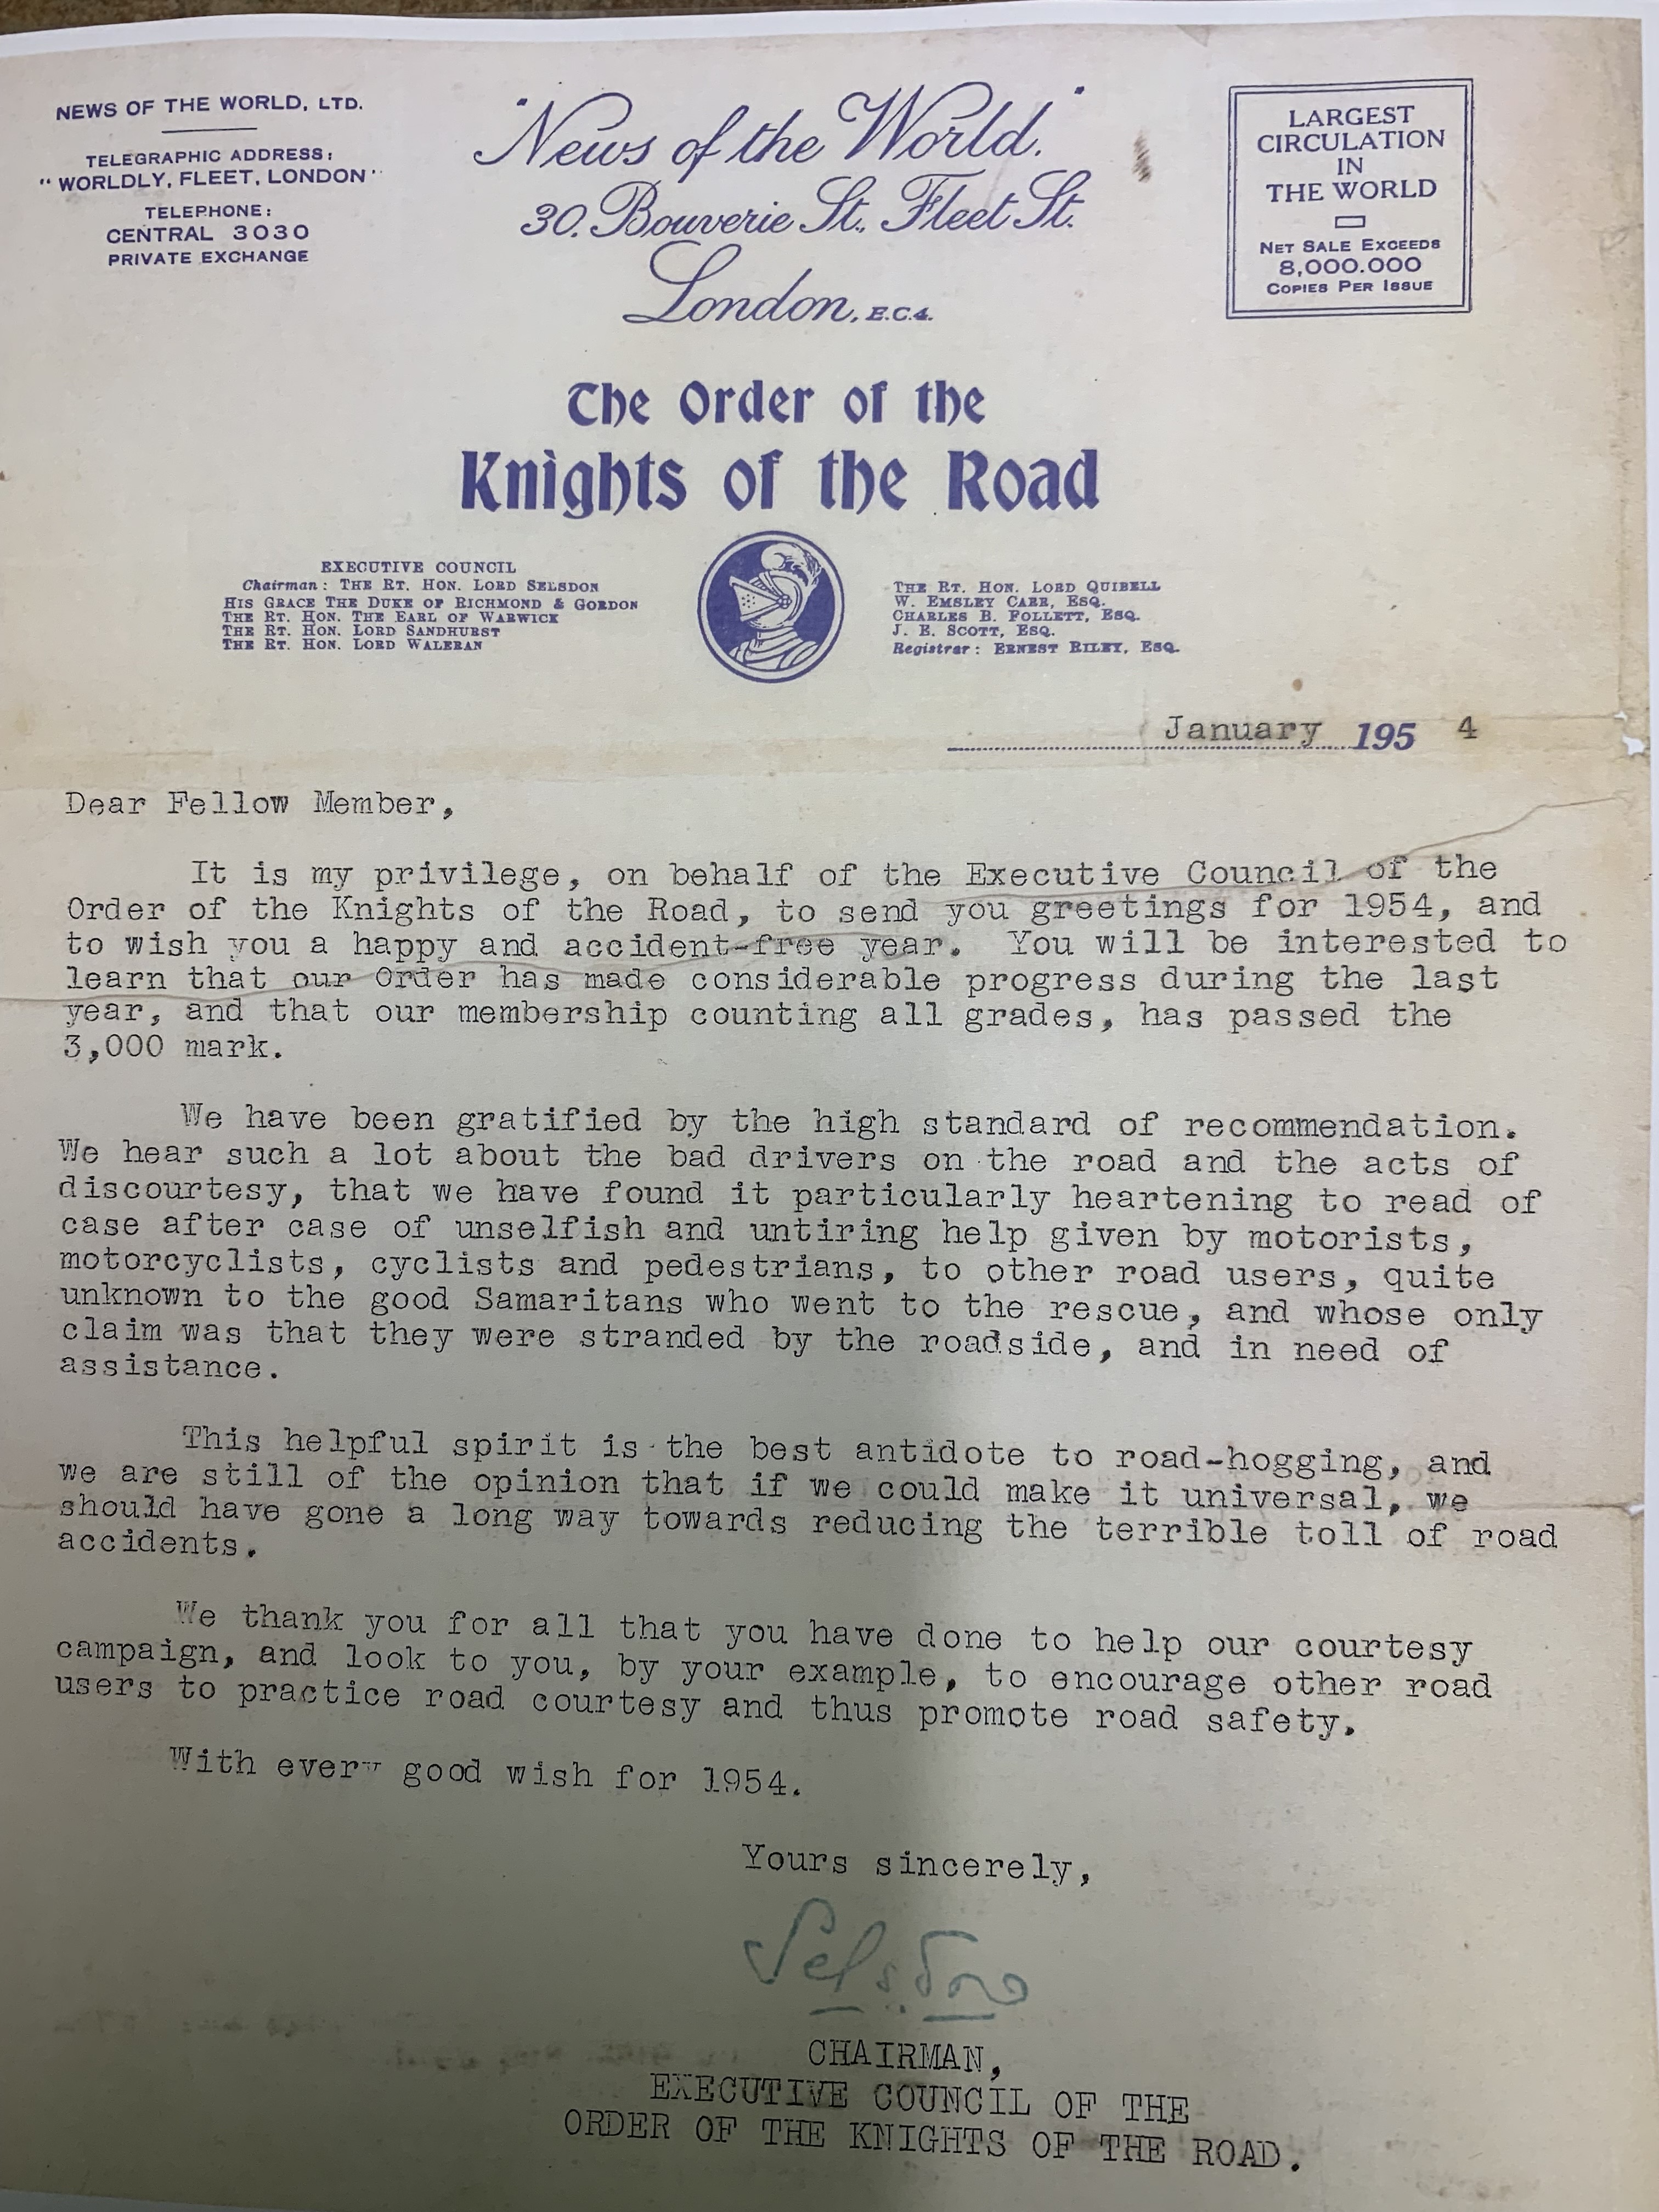 NEWS OF THE WORLD, LTD.
TELEGRAPHIC ADDRESS:
"WORLDLY, FLEET, LONDON"
TELEPHONE:
CENTRAL 3030
PRIVATE EXCHANGE
"News of the World."
30, Bouverie St., Fleet St.
London, E.C.4.
LARGEST
CIRCULATION
IN
THE WORLD
NET SALE EXCEEDS
8,000.000
COPIES PER ISSUE
The Order of the
Knights of the Road
EXECUTIVE COUNCIL
Chairman: THE RT. HON. LORD SELSDON
HIS GRACE THE DUKE OF RICHMOND & GORDON
THE RT. HON. THE EARL OF WARWICK
THE RT. HON. LORD SANDHURST
THE RT. HON. LORD WALERAN
THE RT. HON. LORD QUIBELL
W. EMSLEY CARR, ESQ.
CHARLES B. FOLLETT, ESQ.
J. E. SCOTT, ESQ.
Registrar: ERNEST RILEY, ESQ.
January 195 4
Dear Fellow Member,
It is my privilege, on behalf of the Executive Council of the
Order of the Knights of the Road, to send you greetings for 1954, and
to wish you a happy and accident-free year. You will be interested to
learn that our Order has made considerable progress during the last
year, and that our membership counting all grades, has passed the
3,000 mark.
We have been gratified by the high standard of recommendation.
We hear such a lot about the bad drivers on the road and the acts of
discourtesy, that we have found it particularly heartening to read of
case after case of unselfish and untiring help given by motorists,
motorcyclists, cyclists and pedestrians, to other road users, quite
unknown to the good Samaritans who went to the rescue, and whose only
claim was that they were stranded by the roadside, and in need of
assistance.
This helpful spirit is the best antidote to road-hogging, and
we are still of the opinion that if we could make it universal, we
should have gone a long way towards reducing the terrible toll of road
accidents.
We thank you for all that you have done to help our courtesy
campaign, and look to you, by your example, to encourage other road
users to practice road courtesy and thus promote road safety.
With every good wish for 1954.
Yours sincerely,
Selsdon
CHAIRMAN,
EXECUTIVE COUNCIL OF THE
ORDER OF THE KNIGHTS OF THE ROAD.